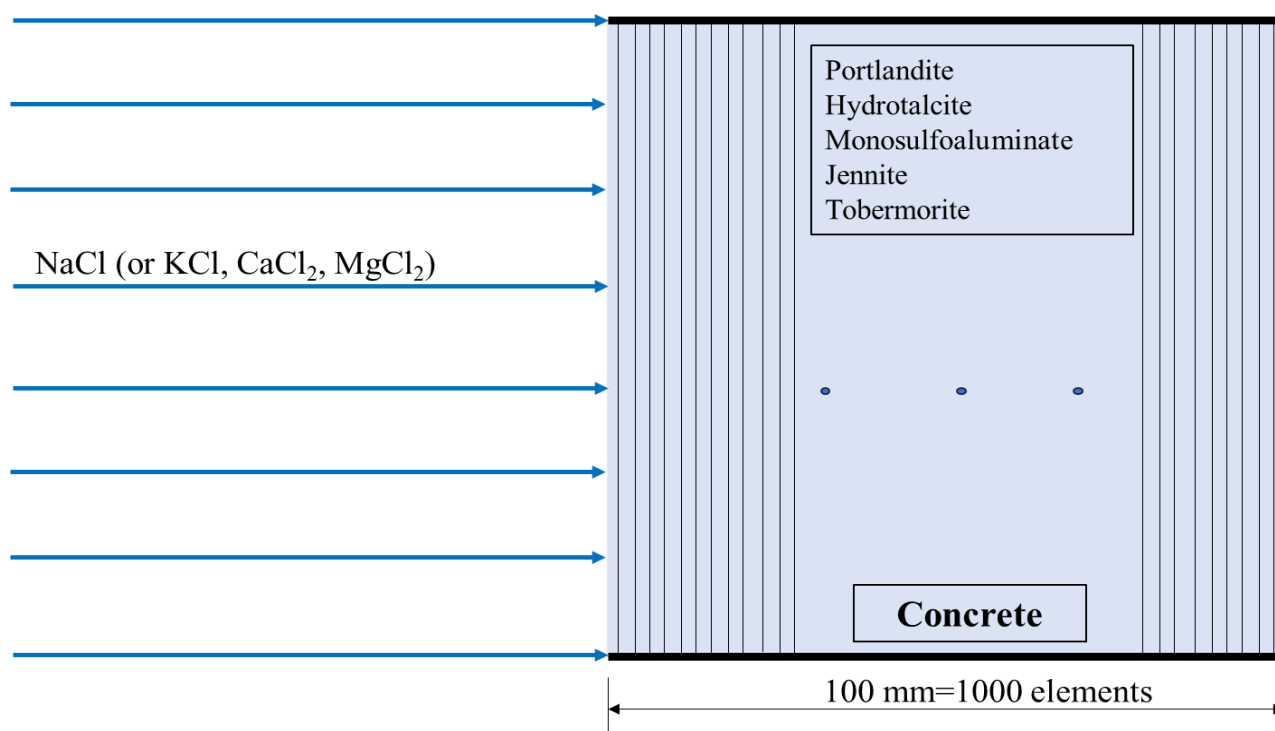 Portlandite
Hydrotalcite
Monosulfoaluminate
Jennite
Tobermorite
NaCl (or KCl, CaCl₂, MgCl₂)
Concrete
100 mm=1000 elements